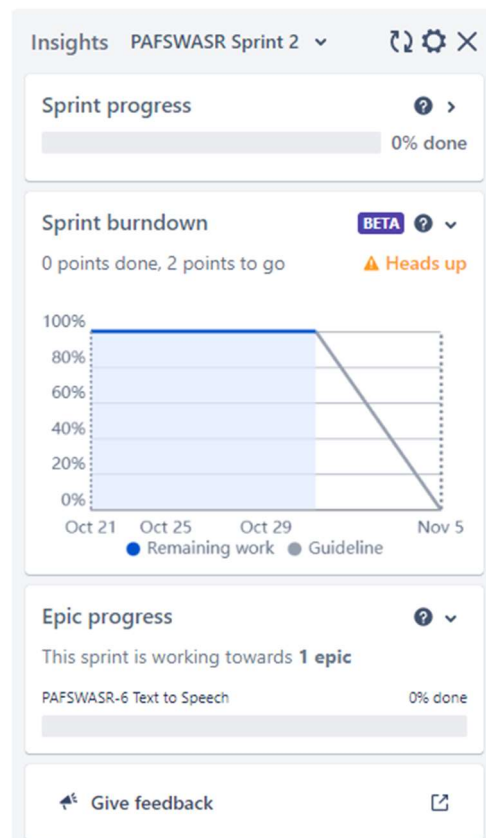 Insights PAFSWASR Sprint 2
Sprint progress
0% done
Sprint burndown BETA
0 points done, 2 points to go Heads up
100%
80%
60%
40%
20%
0%
Oct 21 Oct 25 Oct 29 Nov 5
Remaining work Guideline
Epic progress
This sprint is working towards 1 epic
PAFSWASR-6 Text to Speech 0% done
Give feedback